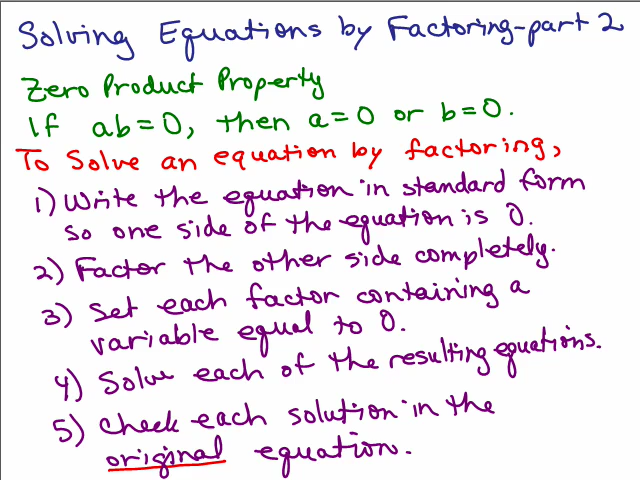 Solving Equations by Factoring-part 2
Zero Product Property
If ab=0, then a=0 or b=0.
To Solve an equation by factoring,
1) Write the equation in standard form
so one side of the equation is 0.
2) Factor the other side completely.
3) Set each factor containing a
variable equal to 0.
4) Solve each of the resulting equations.
5) Check each solution in the
original equation.